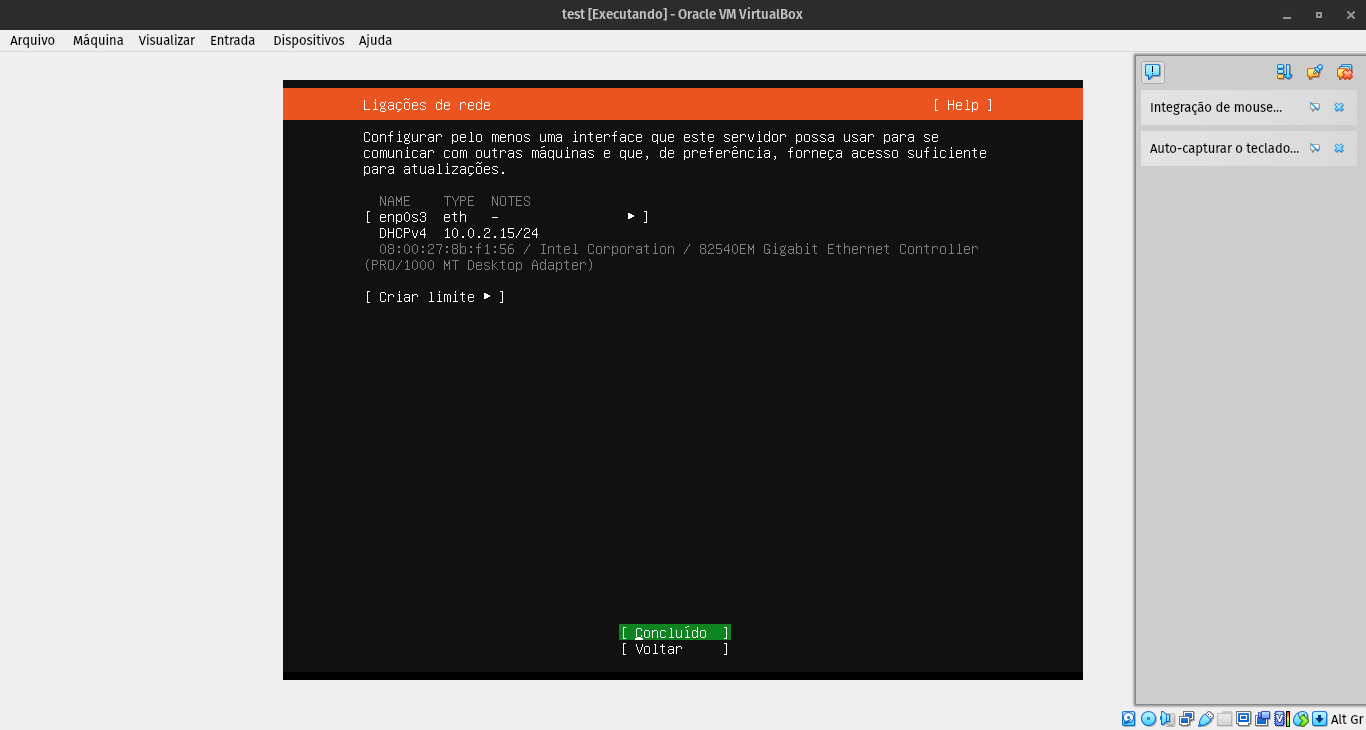 test [Executando] - Oracle VM VirtualBox
Arquivo Máquina Visualizar Entrada Dispositivos Ajuda
Ligações de rede [ Help ]
Configurar pelo menos uma interface que este servidor possa usar para se
comunicar com outras máquinas e que, de preferência, forneça acesso suficiente
para atualizações.
NAME TYPE NOTES
[ enp0s3 eth – ▸ ]
DHCPv4 10.0.2.15/24
08:00:27:8b:f1:56 / Intel Corporation / 82540EM Gigabit Ethernet Controller
(PRO/1000 MT Desktop Adapter)
[ Criar limite ▸ ]
[ Concluído ]
[ Voltar ]
Integração de mouse...
Auto-capturar o teclado...
Alt Gr